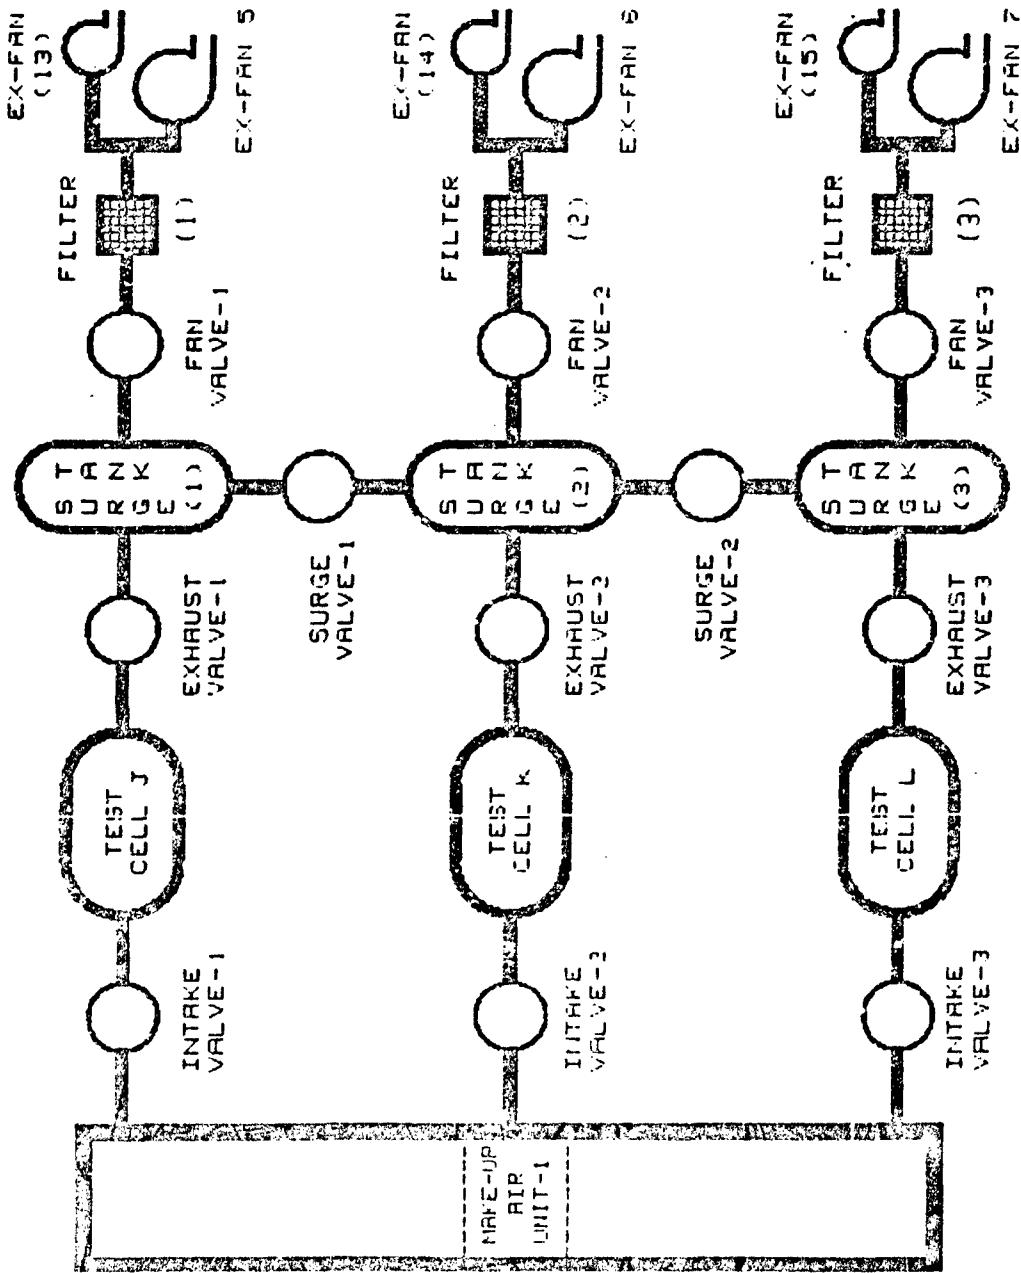 EX-FAN
(13)
EX-FAN 5
FILTER
(1)
FAN
VALVE-1
SURGE
TANK
(1)
EXHAUST
VALVE-1
TEST
CELL J
INTAKE
VALVE-1
SURGE
VALVE-1
EX-FAN
(14)
EX-FAN 6
FILTER
(2)
FAN
VALVE-2
SURGE
TANK
(2)
EXHAUST
VALVE-2
TEST
CELL K
INTAKE
VALVE-2
SURGE
VALVE-2
EX-FAN
(15)
EX-FAN 7
FILTER
(3)
FAN
VALVE-3
SURGE
TANK
(3)
EXHAUST
VALVE-3
TEST
CELL L
INTAKE
VALVE-3
MAKE-UP
AIR
UNIT-1